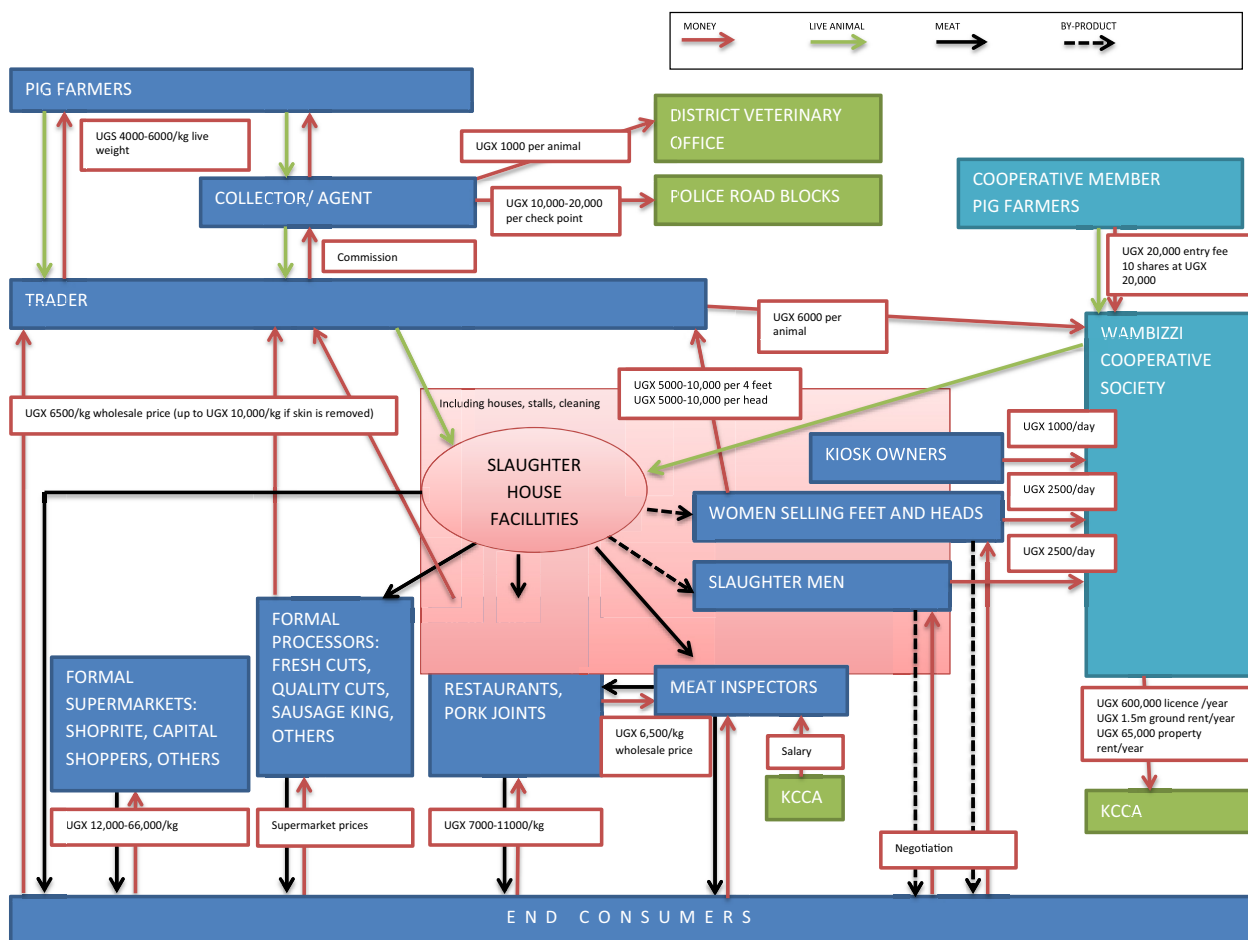 MONEY
LIVE ANIMAL
MEAT
BY-PRODUCT
PIG FARMERS
UGS 4000-6000/kg live
weight
UGX 1000 per animal
DISTRICT VETERINARY
OFFICE
COLLECTOR/ AGENT
UGX 10,000-20,000
per check point
POLICE ROAD BLOCKS
COOPERATIVE MEMBER
PIG FARMERS
Commission
UGX 20,000 entry fee
10 shares at UGX
20,000
TRADER
UGX 6000 per
animal
WAMBIZZI
COOPERATIVE
SOCIETY
UGX 5000-10,000 per 4 feet
UGX 5000-10,000 per head
UGX 6500/kg wholesale price (up to UGX 10,000/kg if skin is removed)
Including houses, stalls, cleaning
UGX 1000/day
KIOSK OWNERS
SLAUGHTER
HOUSE
FACILLITIES
UGX 2500/day
WOMEN SELLING FEET AND HEADS
UGX 2500/day
SLAUGHTER MEN
FORMAL
PROCESSORS:
FRESH CUTS,
QUALITY CUTS,
SAUSAGE KING,
OTHERS
FORMAL
SUPERMARKETS:
SHOPRITE, CAPITAL
SHOPPERS, OTHERS
RESTAURANTS,
PORK JOINTS
MEAT INSPECTORS
UGX 6,500/kg
wholesale price
Salary
KCCA
UGX 600,000 licence /year
UGX 1.5m ground rent/year
UGX 65,000 property
rent/year
KCCA
UGX 12,000-66,000/kg
Supermarket prices
UGX 7000-11000/kg
Negotiation
END CONSUMERS